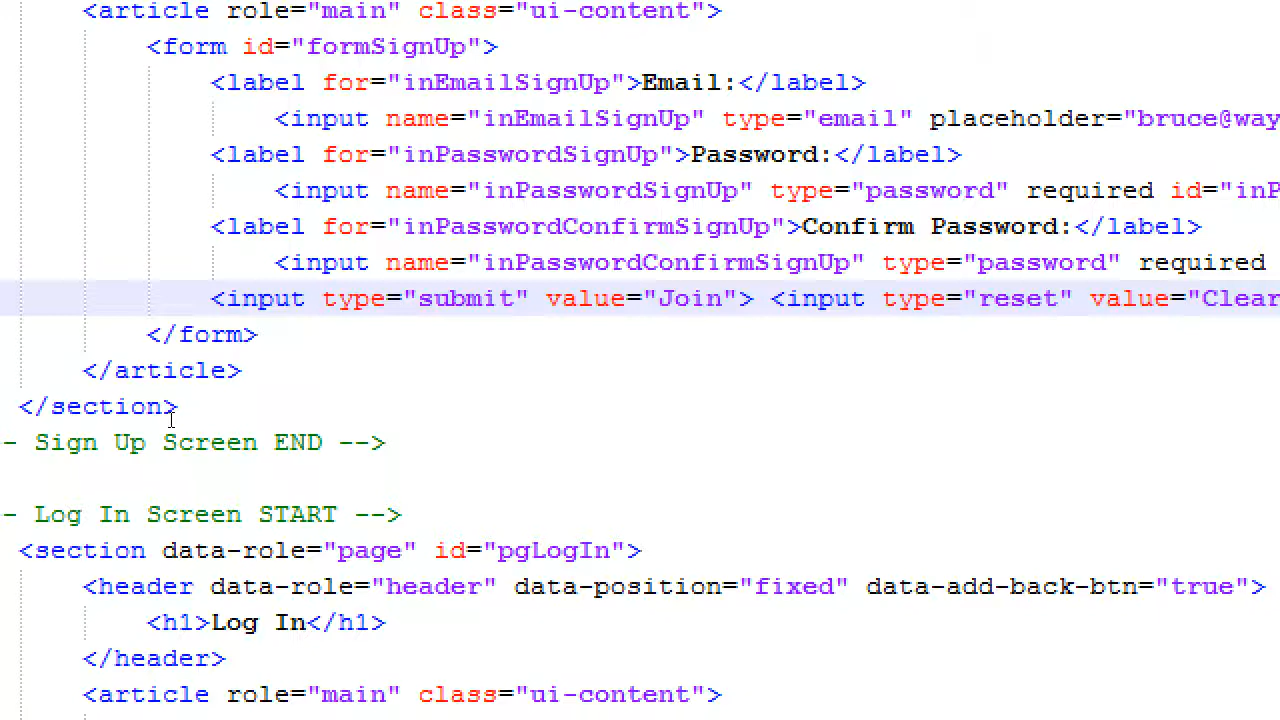 <article role="main" class="ui-content">
<form id="formSignUp">
<label for="inEmailSignUp">Email:</label>
<input name="inEmailSignUp" type="email" placeholder="bruce@way
<label for="inPasswordSignUp">Password:</label>
<input name="inPasswordSignUp" type="password" required id="inP
<label for="inPasswordConfirmSignUp">Confirm Password:</label>
<input name="inPasswordConfirmSignUp" type="password" required
<input type="submit" value="Join"> <input type="reset" value="Clear
</form>
</article>
</section>
- Sign Up Screen END -->
- Log In Screen START -->
<section data-role="page" id="pgLogIn">
<header data-role="header" data-position="fixed" data-add-back-btn="true">
<h1>Log In</h1>
</header>
<article role="main" class="ui-content">